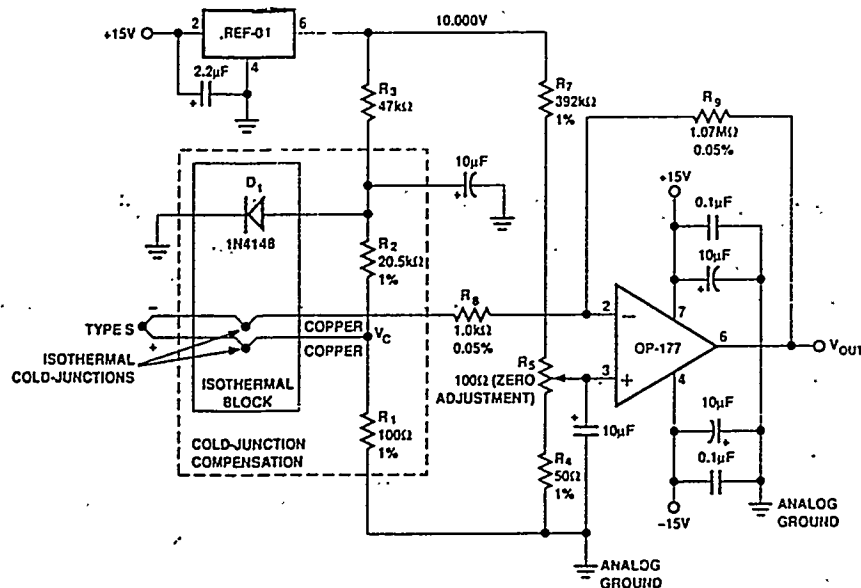 +15V
2
REF-01
6
10.000V
4
2.2µF
+
R3
47kΩ
R7
392kΩ
1%
R9
1.07MΩ
0.05%
D1
1N4148
10µF
+
+15V
0.1µF
10µF
+
R2
20.5kΩ
1%
−
TYPE S
+
COPPER
VC
COPPER
R8
1.0kΩ
0.05%
2
−
7
OP-177
6
VOUT
3
+
4
ISOTHERMAL
COLD-JUNCTIONS
ISOTHERMAL
BLOCK
R5
100Ω (ZERO
ADJUSTMENT)
+
10µF
R1
100Ω
1%
COLD-JUNCTION
COMPENSATION
R4
50Ω
1%
10µF
+
0.1µF
−15V
ANALOG
GROUND
ANALOG
GROUND